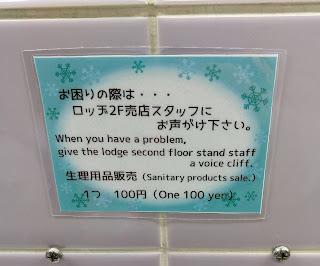 お困りの際は・・・
ロッヂ2F売店スタッフに
お声がけ下さい。
When you have a problem,
give the lodge second floor stand staff
a voice cliff.
生理用品販売（Sanitary products sale.）
1つ　100円（One 100 yen）